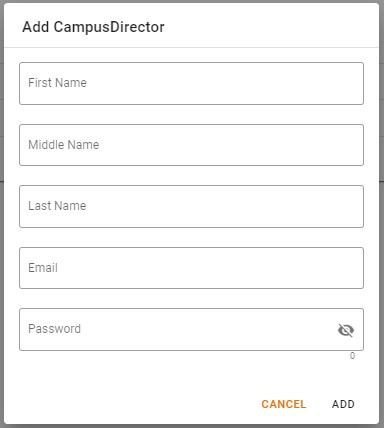 Add CampusDirector
First Name
Middle Name
Last Name
Email
Password
0
CANCEL ADD